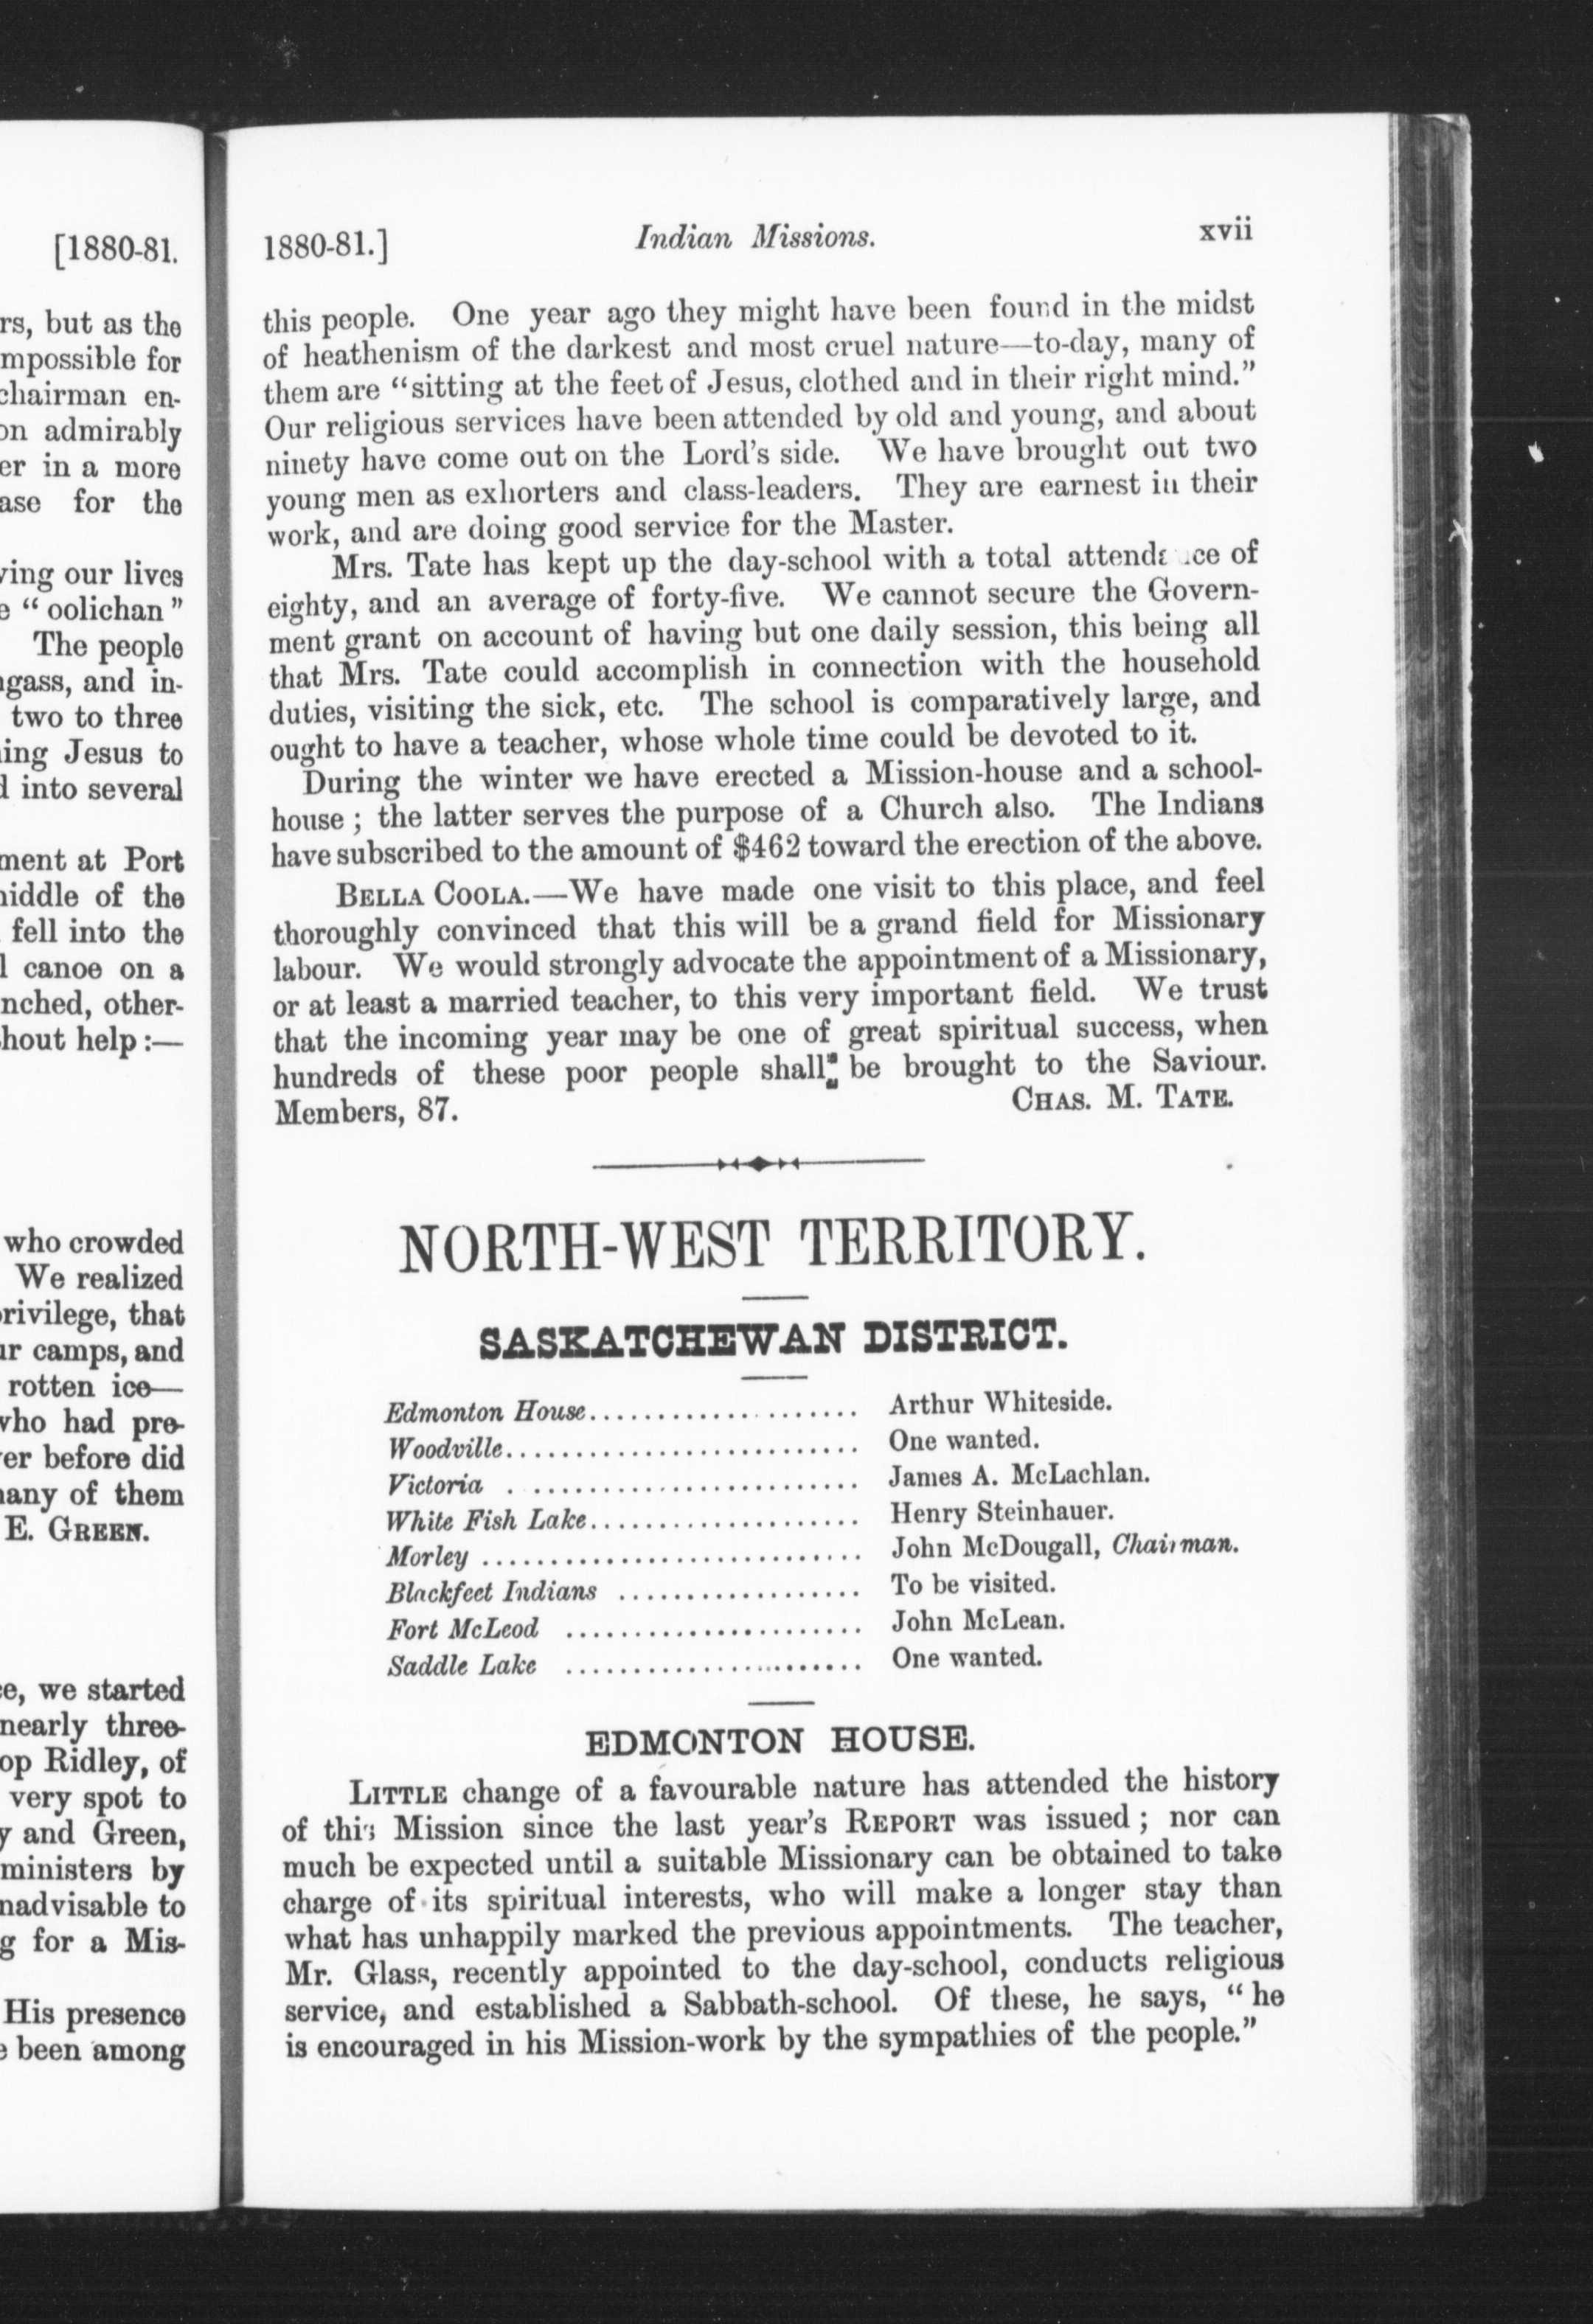 [1880-81.
rs, but as the
mpossible for
chairman en-
on admirably
er in a more
ase for the
ving our lives
e “ oolichan ”
The people
gass, and in-
two to three
ing Jesus to
d into several
ment at Port
iddle of the
fell into the
l canoe on a
nched, other-
hout help :—
who crowded
We realized
privilege, that
ur camps, and
rotten ice—
who had pre-
er before did
many of them
E. GREEN.
ce, we started
nearly three-
op Ridley, of
very spot to
y and Green,
ministers by
nadvisable to
g for a Mis-
His presence
e been among
1880-81.] Indian Missions. xvii
this people. One year ago they might have been found in the midst
of heathenism of the darkest and most cruel nature—to-day, many of
them are “sitting at the feet of Jesus, clothed and in their right mind.”
Our religious services have been attended by old and young, and about
ninety have come out on the Lord’s side. We have brought out two
young men as exhorters and class-leaders. They are earnest in their
work, and are doing good service for the Master.
Mrs. Tate has kept up the day-school with a total attendance of
eighty, and an average of forty-five. We cannot secure the Govern-
ment grant on account of having but one daily session, this being all
that Mrs. Tate could accomplish in connection with the household
duties, visiting the sick, etc. The school is comparatively large, and
ought to have a teacher, whose whole time could be devoted to it.
During the winter we have erected a Mission-house and a school-
house ; the latter serves the purpose of a Church also. The Indians
have subscribed to the amount of $462 toward the erection of the above.
BELLA COOLA.—We have made one visit to this place, and feel
thoroughly convinced that this will be a grand field for Missionary
labour. We would strongly advocate the appointment of a Missionary,
or at least a married teacher, to this very important field. We trust
that the incoming year may be one of great spiritual success, when
hundreds of these poor people shall be brought to the Saviour.
Members, 87. CHAS. M. TATE.
NORTH-WEST TERRITORY.
SASKATCHEWAN DISTRICT.
Edmonton House.................... Arthur Whiteside.
Woodville.......................... One wanted.
Victoria .......................... James A. McLachlan.
White Fish Lake.................... Henry Steinhauer.
Morley ............................ John McDougall, Chairman.
Blackfeet Indians .................. To be visited.
Fort McLeod ...................... John McLean.
Saddle Lake ...................... One wanted.
EDMONTON HOUSE.
LITTLE change of a favourable nature has attended the history
of this Mission since the last year’s REPORT was issued ; nor can
much be expected until a suitable Missionary can be obtained to take
charge of its spiritual interests, who will make a longer stay than
what has unhappily marked the previous appointments. The teacher,
Mr. Glass, recently appointed to the day-school, conducts religious
service, and established a Sabbath-school. Of these, he says, “ he
is encouraged in his Mission-work by the sympathies of the people.”